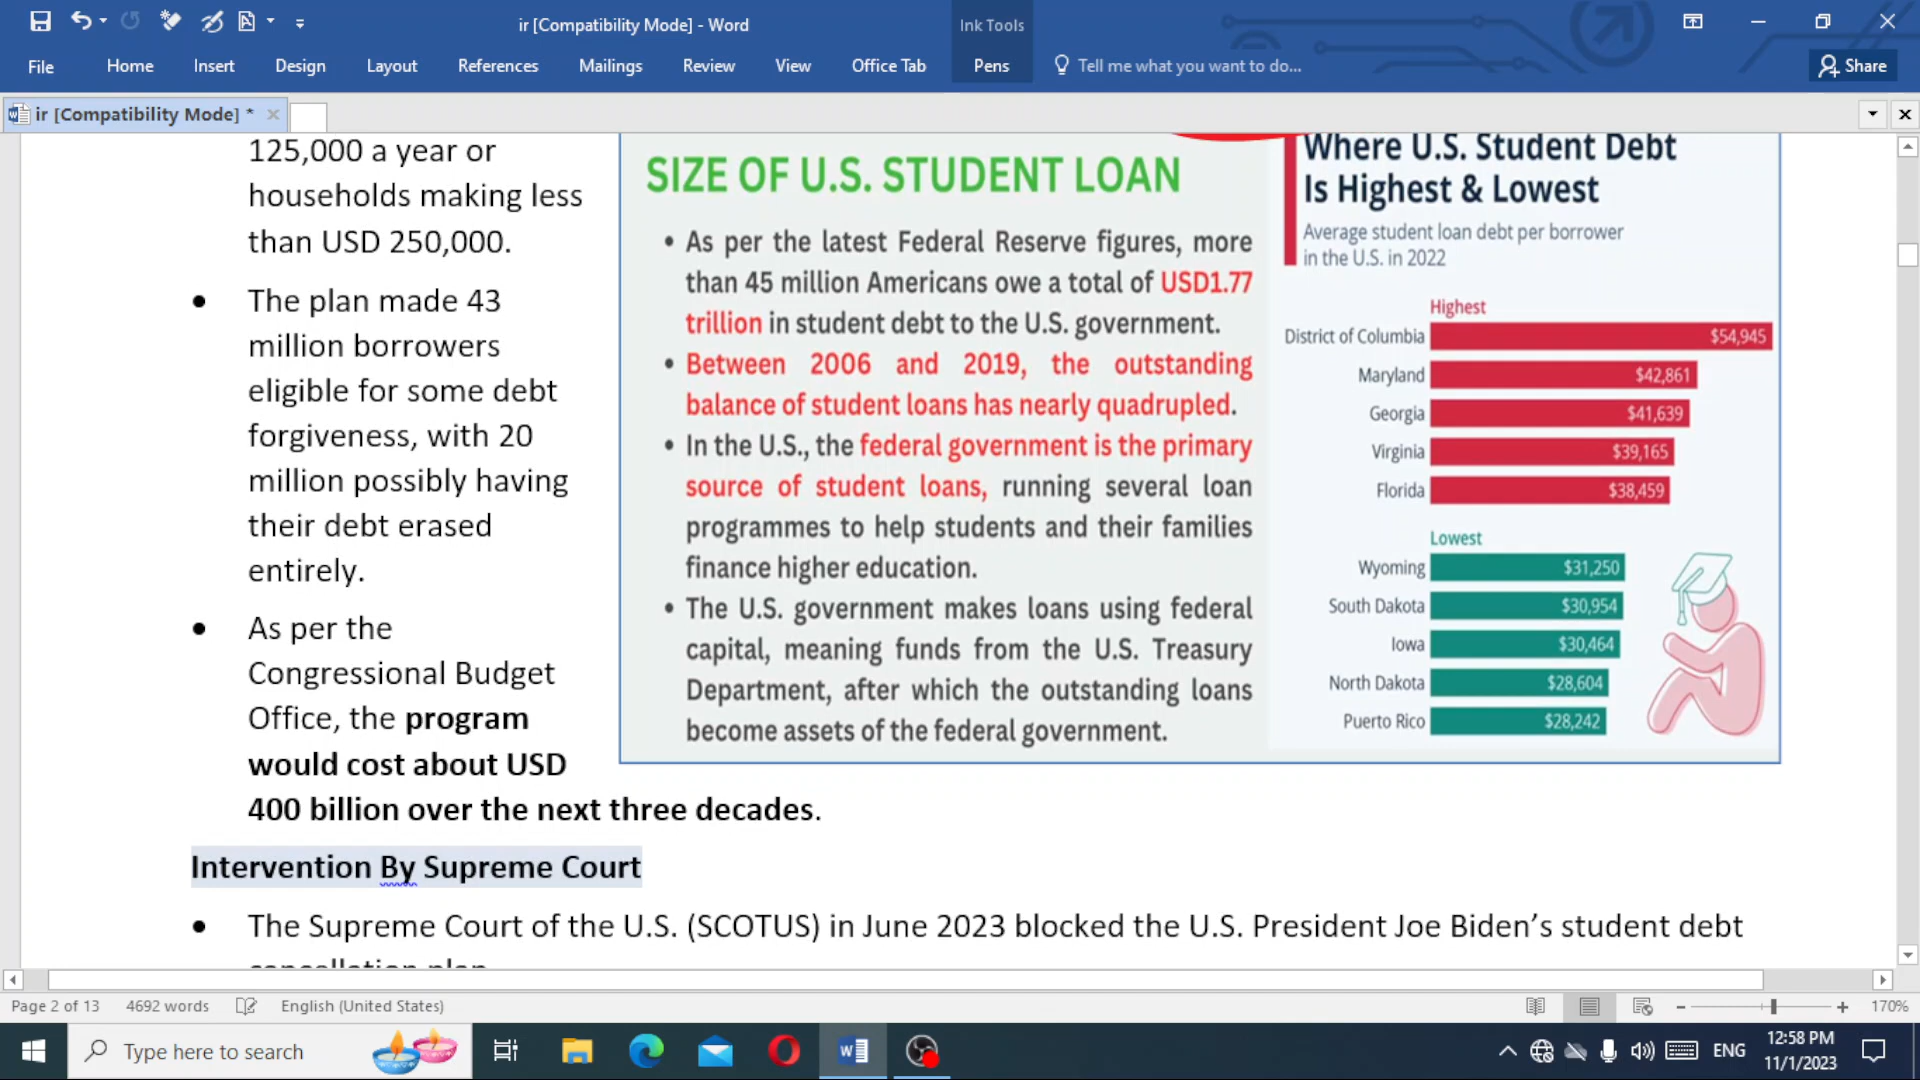 ir [Compatibility Mode] - Word
Ink Tools
File
Home
Insert
Design
Layout
References
Mailings
Review
View
Office Tab
Pens
Tell me what you want to do...
Share
ir [Compatibility Mode] *
125,000 a year or
households making less
than USD 250,000.
• The plan made 43
million borrowers
eligible for some debt
forgiveness, with 20
million possibly having
their debt erased
entirely.
• As per the
Congressional Budget
Office, the program
would cost about USD
400 billion over the next three decades.
SIZE OF U.S. STUDENT LOAN
• As per the latest Federal Reserve figures, more
than 45 million Americans owe a total of USD1.77
trillion in student debt to the U.S. government.
• Between 2006 and 2019, the outstanding
balance of student loans has nearly quadrupled.
• In the U.S., the federal government is the primary
source of student loans, running several loan
programmes to help students and their families
finance higher education.
• The U.S. government makes loans using federal
capital, meaning funds from the U.S. Treasury
Department, after which the outstanding loans
become assets of the federal government.
Where U.S. Student Debt
Is Highest & Lowest
Average student loan debt per borrower
in the U.S. in 2022
Highest
District of Columbia $54,945
Maryland $42,861
Georgia $41,639
Virginia $39,165
Florida $38,459
Lowest
Wyoming $31,250
South Dakota $30,954
Iowa $30,464
North Dakota $28,604
Puerto Rico $28,242
Intervention By Supreme Court
• The Supreme Court of the U.S. (SCOTUS) in June 2023 blocked the U.S. President Joe Biden’s student debt
cancellation plan
Page 2 of 13
4692 words
English (United States)
170%
Type here to search
ENG
12:58 PM
11/1/2023